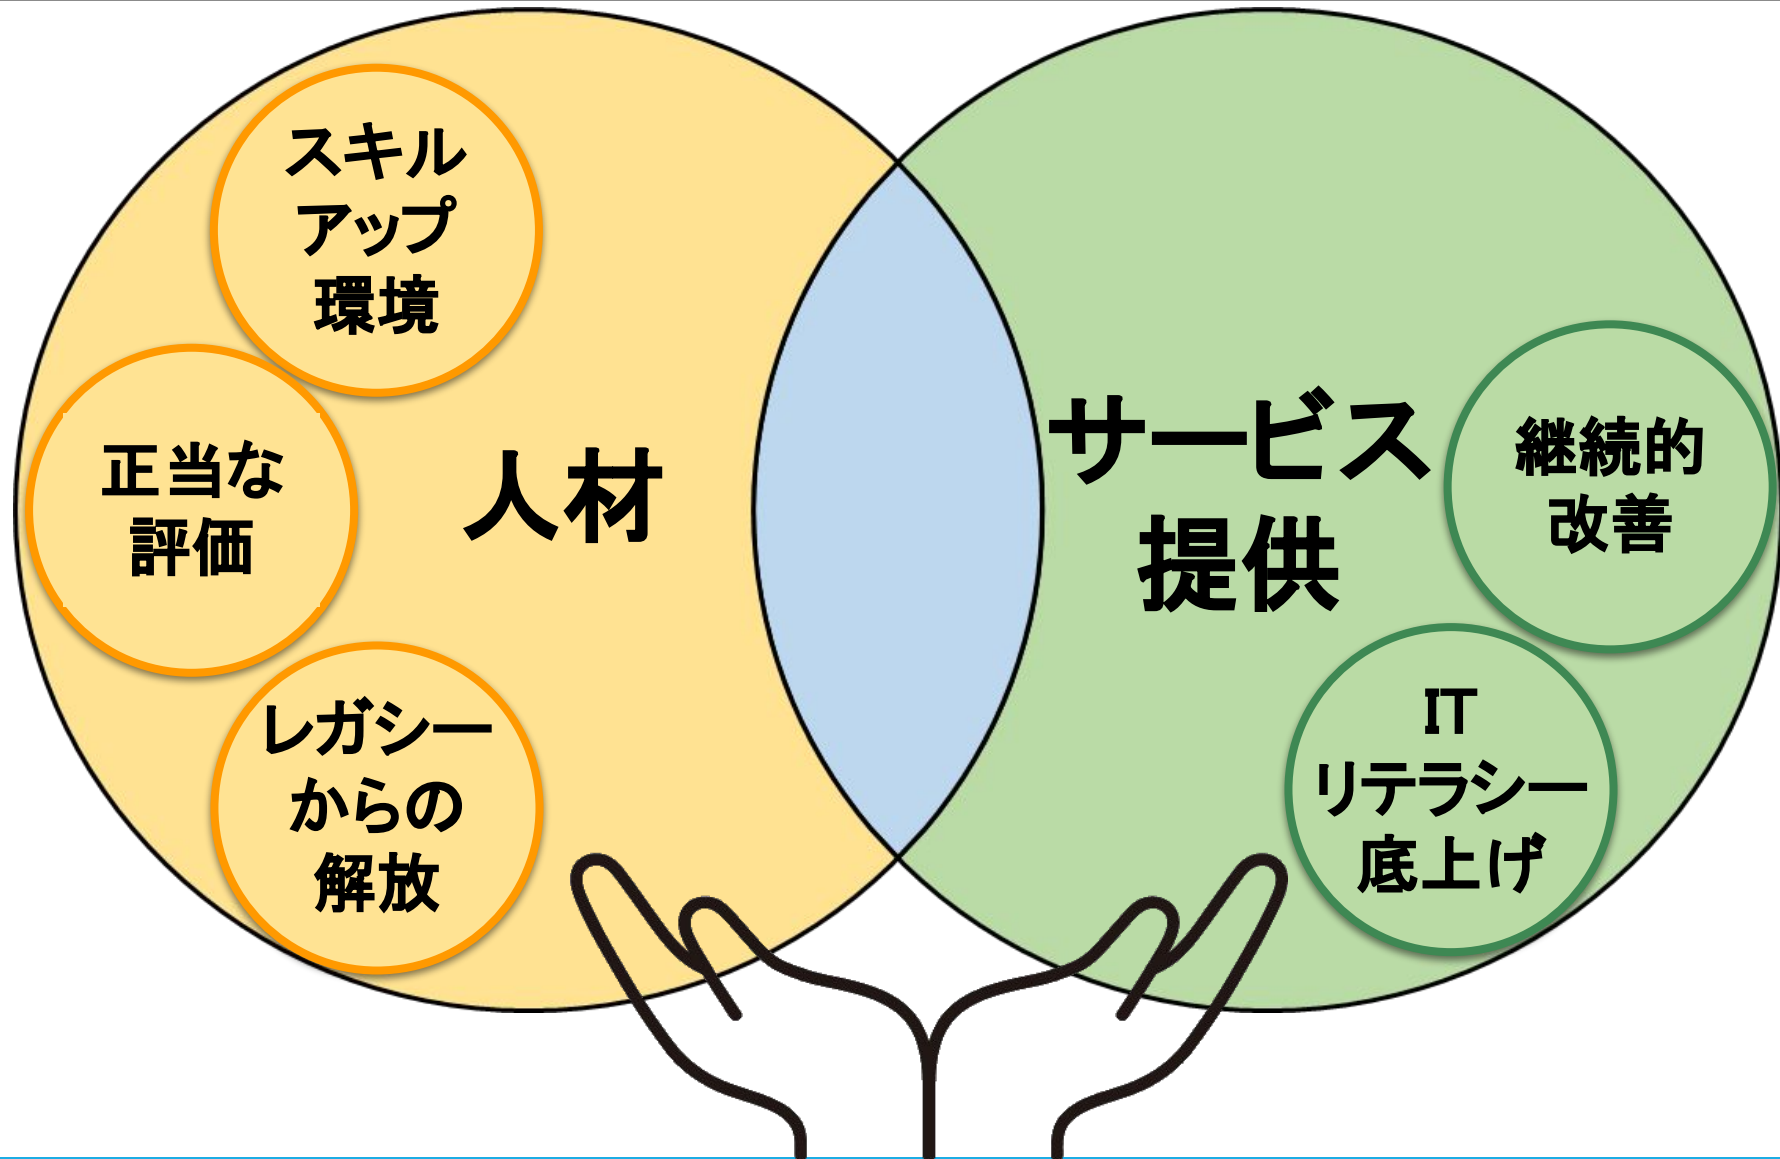 スキル
アップ
環境
正当な
評価
レガシー
からの
解放
人材
サービス
提供
継続的
改善
IT
リテラシー
底上げ